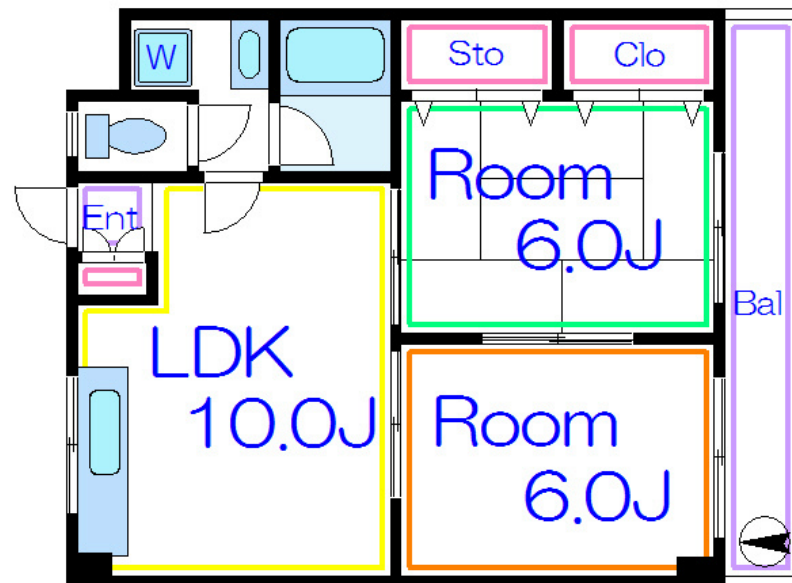 W
Sto
Clo
Room
6.0J
Ent
Bal
LDK
10.0J
Room
6.0J